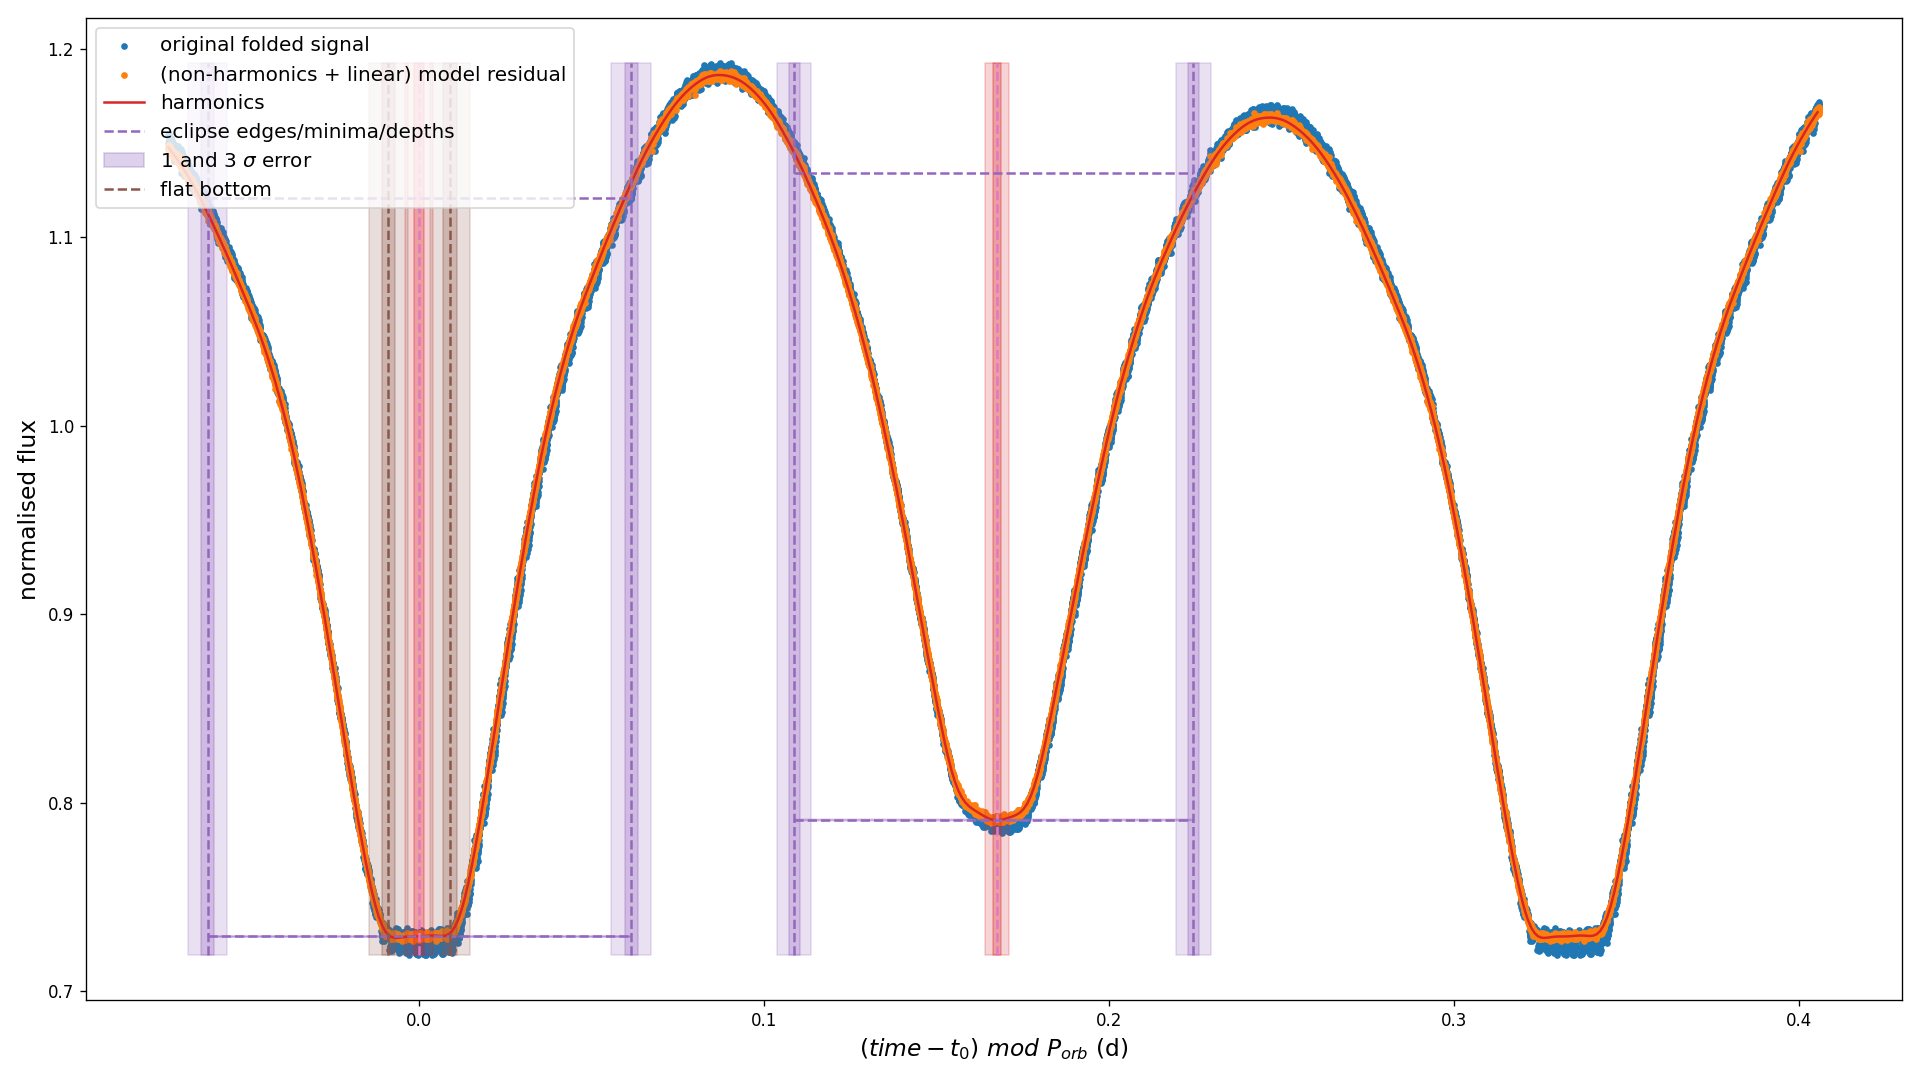 original folded signal
(non-harmonics + linear) model residual
harmonics
eclipse edges/minima/depths
1 and 3 σ error
flat bottom
normalised flux
1.2
1.1
1.0
0.9
0.8
0.7
0.0 0.1 0.2 0.3 0.4
(time − t₀) mod P_orb (d)